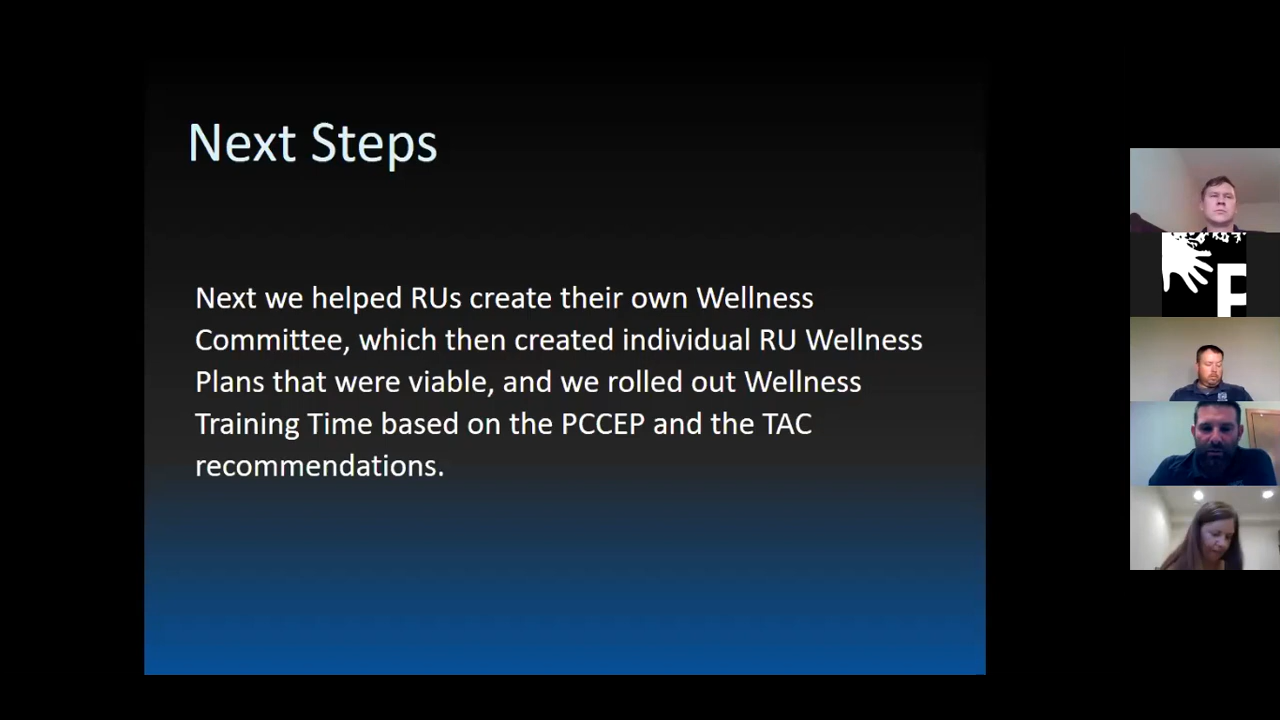 Next Steps
Next we helped RUs create their own Wellness
Committee, which then created individual RU Wellness
Plans that were viable, and we rolled out Wellness
Training Time based on the PCCEP and the TAC
recommendations.